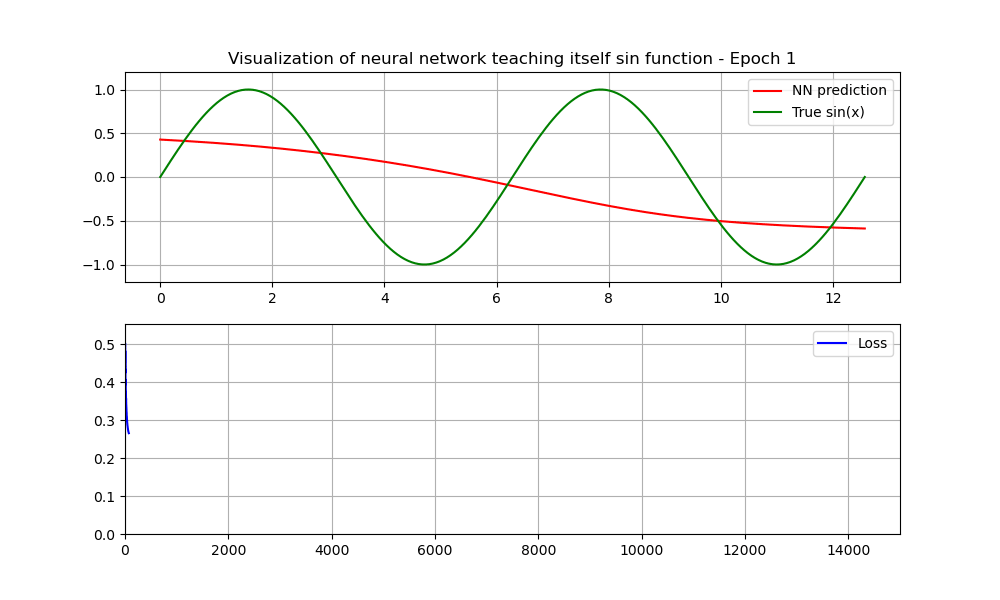 Visualization of neural network teaching itself sin function - Epoch 1
NN prediction
True sin(x)
1.0
0.5
0.0
−0.5
−1.0
0 2 4 6 8 10 12
Loss
0.5
0.4
0.3
0.2
0.1
0.0
0 2000 4000 6000 8000 10000 12000 14000